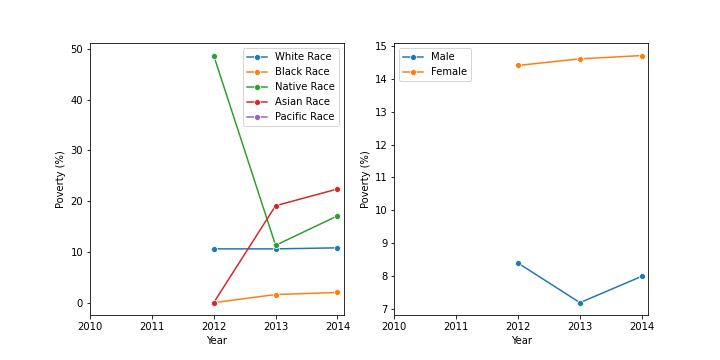 50
40
30
20
10
0
Poverty (%)
2010 2011 2012 2013 2014
Year
White Race
Black Race
Native Race
Asian Race
Pacific Race
15
14
13
12
11
10
9
8
7
Poverty (%)
2010 2011 2012 2013 2014
Year
Male
Female